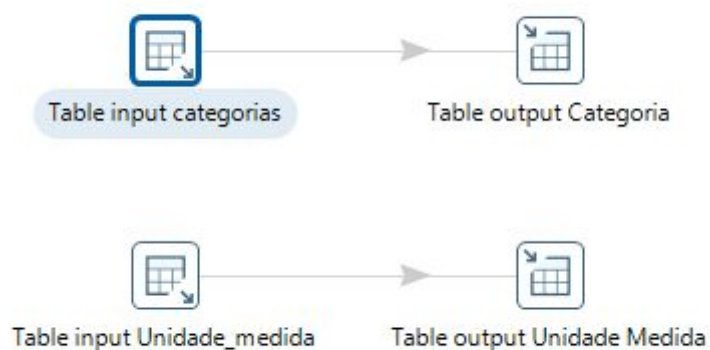 Table input categorias
Table output Categoria
Table input Unidade_medida
Table output Unidade Medida